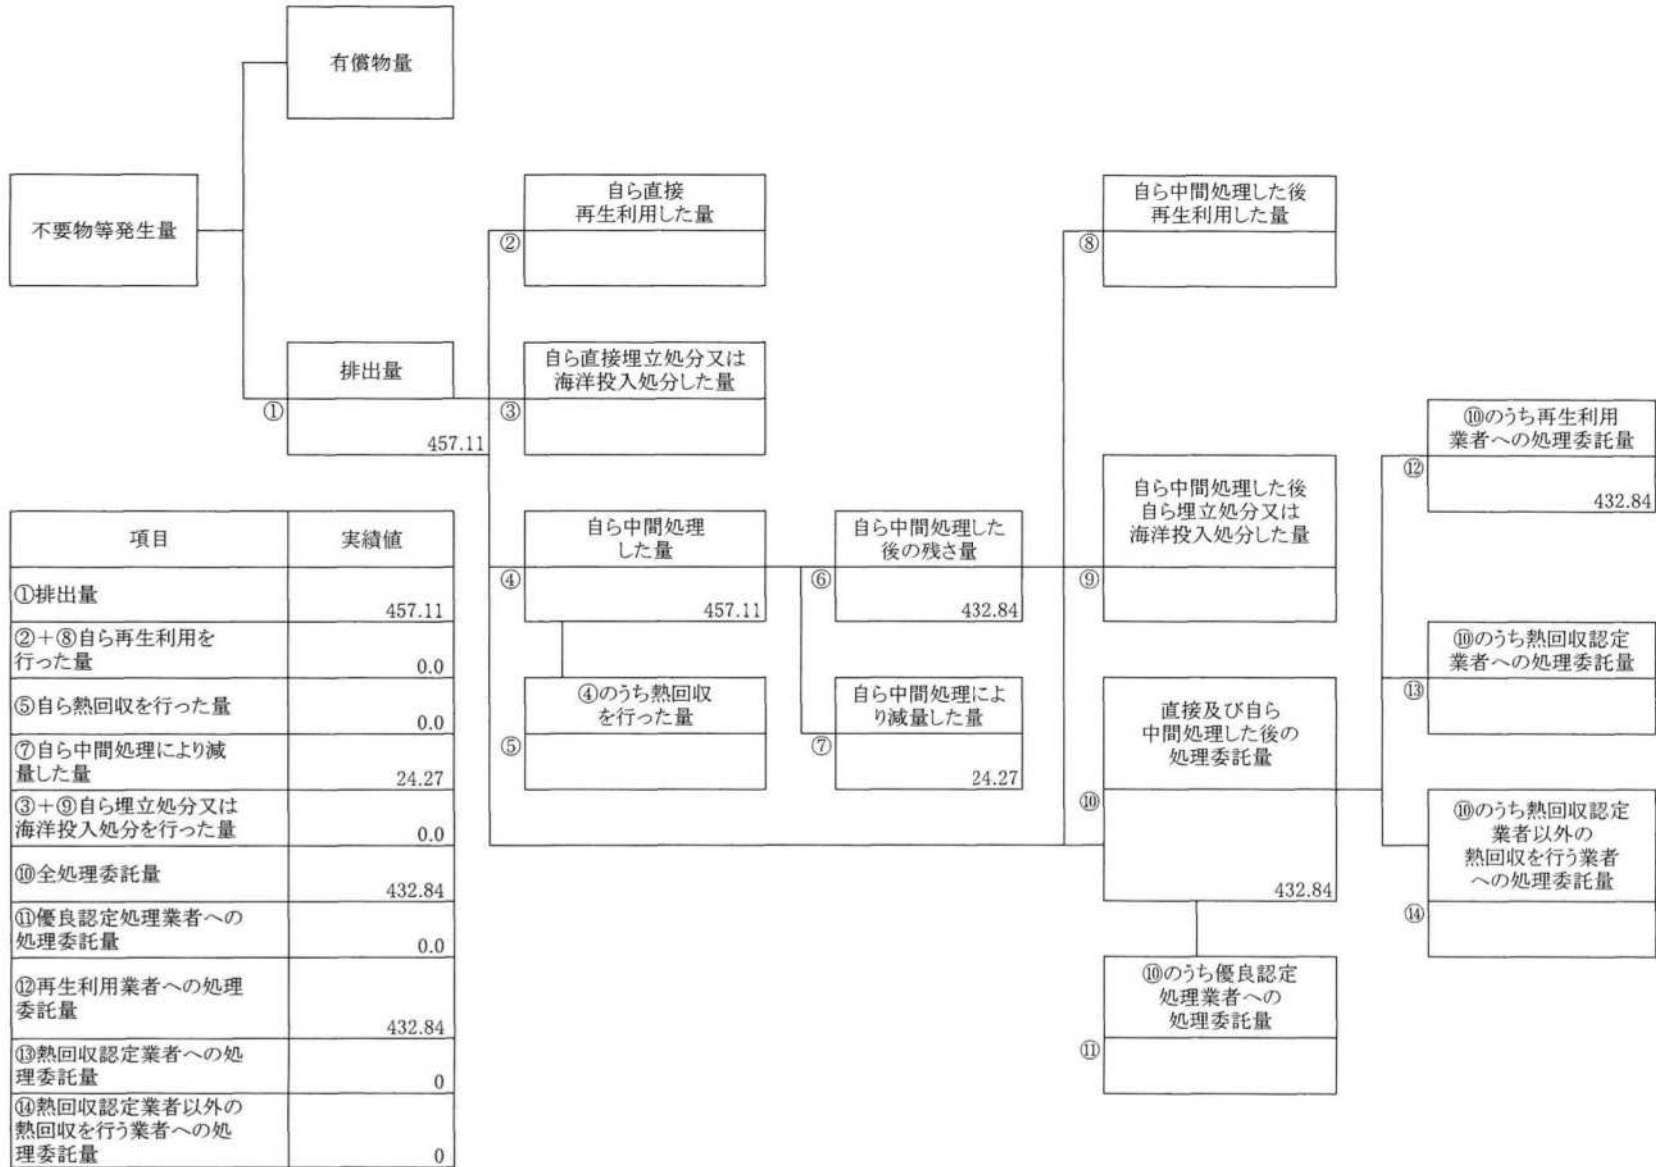 有償物量
不要物等発生量
自ら直接
再生利用した量
②
自ら中間処理した後
再生利用した量
⑧
排出量
①
457.11
自ら直接埋立処分又は
海洋投入処分した量
③
⑩のうち再生利用
業者への処理委託量
⑫
432.84
自ら中間処理した後
自ら埋立処分又は
海洋投入処分した量
⑨
自ら中間処理
した量
④
457.11
自ら中間処理した
後の残さ量
⑥
432.84
⑩のうち熱回収認定
業者への処理委託量
⑬
④のうち熱回収
を行った量
⑤
自ら中間処理によ
り減量した量
⑦
24.27
直接及び自ら
中間処理した後の
処理委託量
⑩
432.84
⑩のうち熱回収認定
業者以外の
熱回収を行う業者
への処理委託量
⑭
⑩のうち優良認定
処理業者への
処理委託量
⑪
項目 実績値
①排出量
457.11
②+⑧自ら再生利用を
行った量
0.0
⑤自ら熱回収を行った量
0.0
⑦自ら中間処理により減
量した量
24.27
③+⑨自ら埋立処分又は
海洋投入処分を行った量
0.0
⑩全処理委託量
432.84
⑪優良認定処理業者への
処理委託量
0.0
⑫再生利用業者への処理
委託量
432.84
⑬熱回収認定業者への処
理委託量
0
⑭熱回収認定業者以外の
熱回収を行う業者への処
理委託量
0